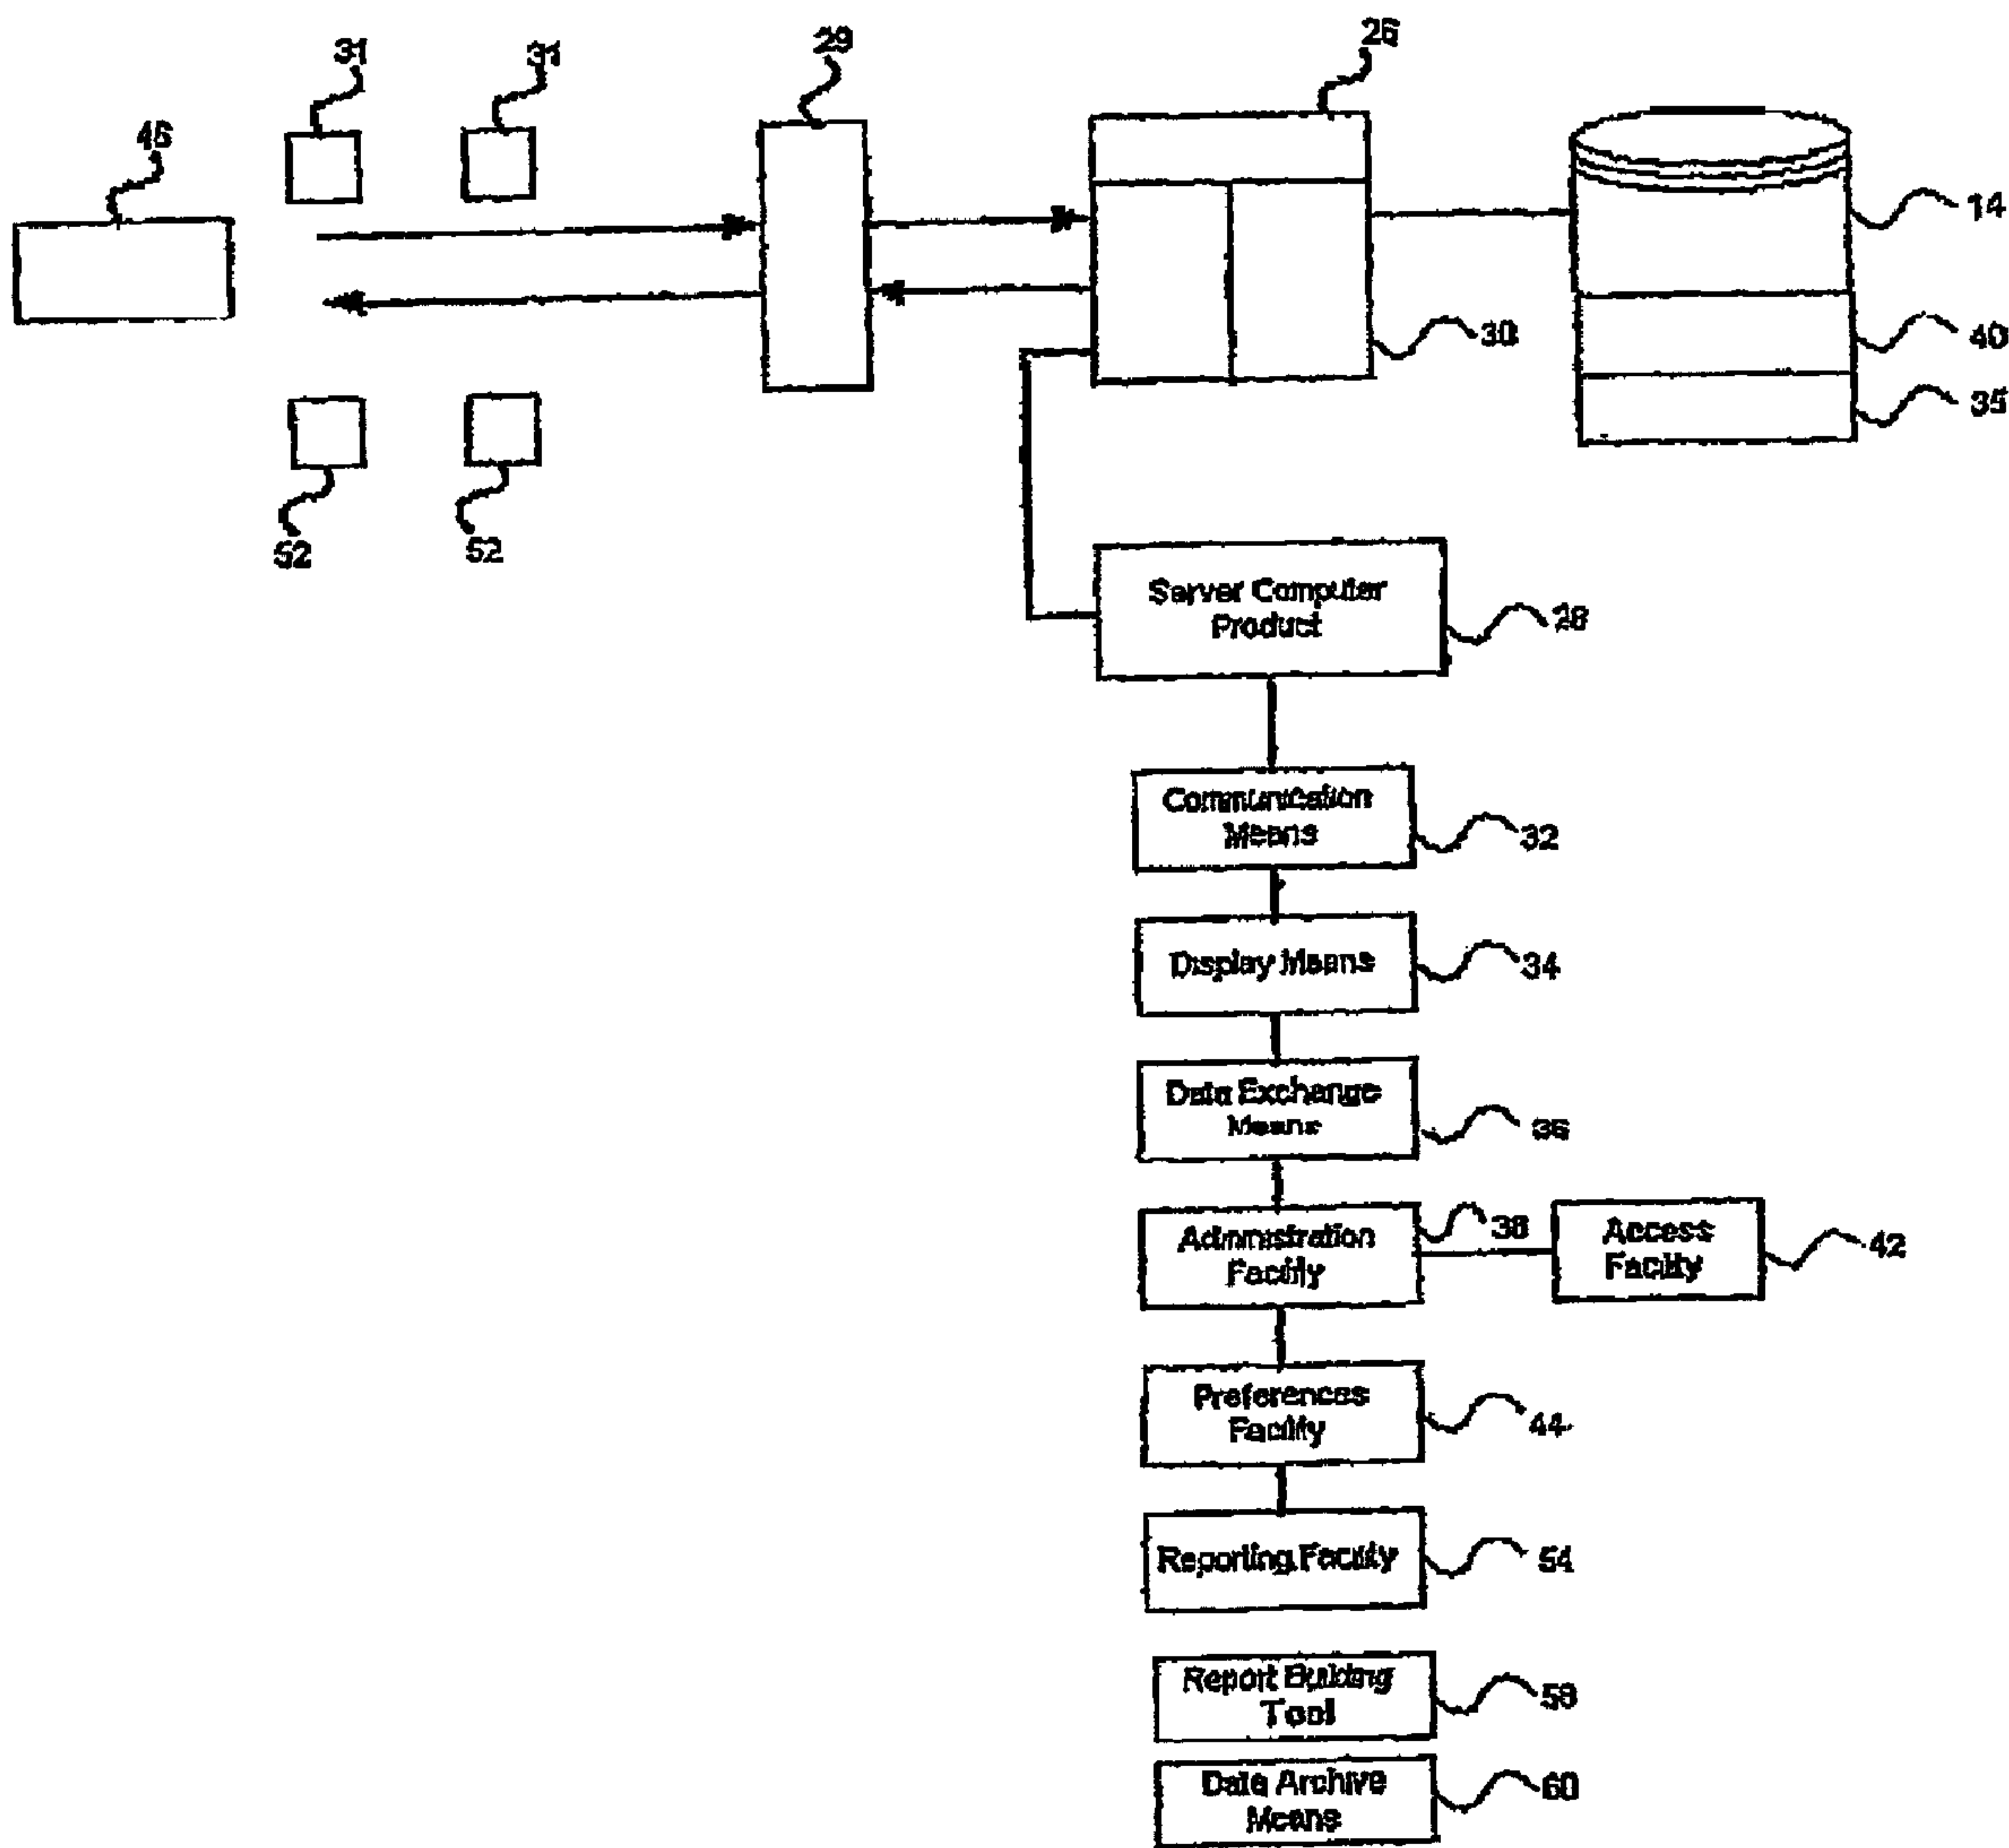 31
31
29
26
46
14
30
40
35
52
52
Server Computer
Product
28
Communication
Means
32
Display Means
34
Data Exchange
Means
36
Administration
Facility
38
Access
Facility
42
Preferences
Facility
44
Reporting Facility
54
Report Building
Tool
58
Data Archive
Means
60